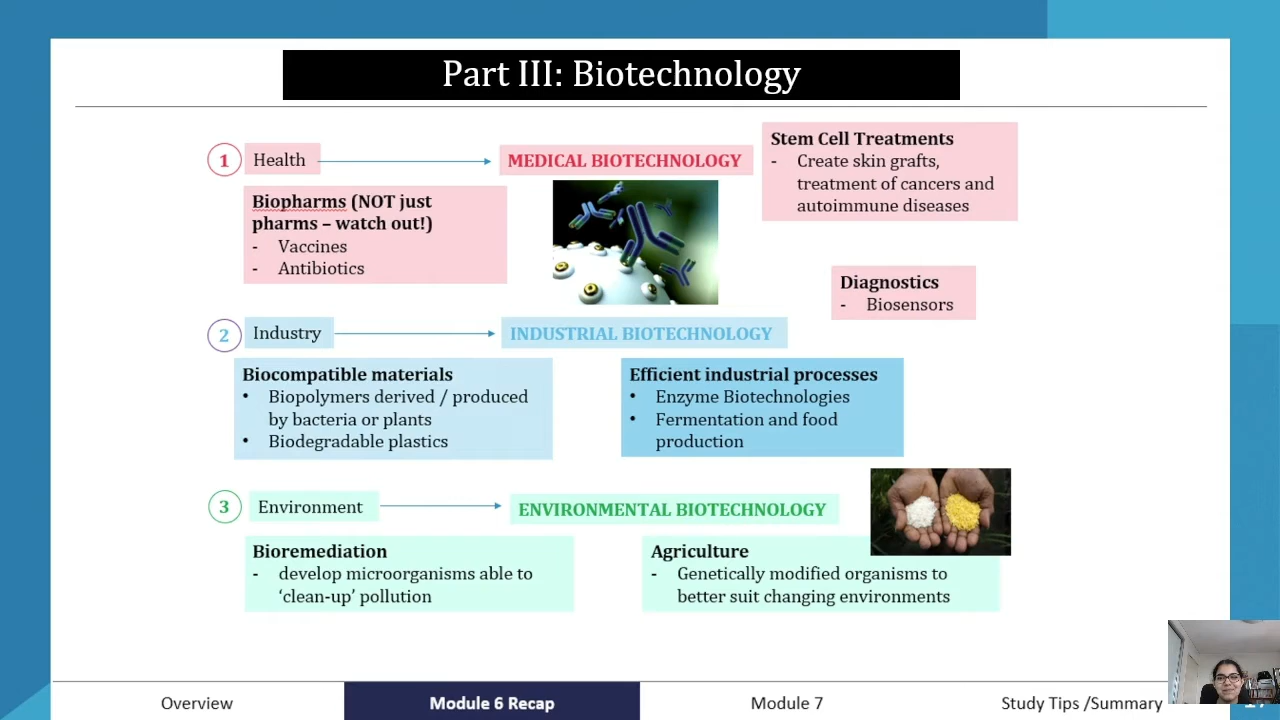 Part III: Biotechnology
1 Health
MEDICAL BIOTECHNOLOGY
Stem Cell Treatments
- Create skin grafts,
treatment of cancers and
autoimmune diseases
Biopharms (NOT just
pharms – watch out!)
- Vaccines
- Antibiotics
Diagnostics
- Biosensors
2 Industry
INDUSTRIAL BIOTECHNOLOGY
Biocompatible materials
• Biopolymers derived / produced
by bacteria or plants
• Biodegradable plastics
Efficient industrial processes
• Enzyme Biotechnologies
• Fermentation and food
production
3 Environment
ENVIRONMENTAL BIOTECHNOLOGY
Bioremediation
- develop microorganisms able to
‘clean-up’ pollution
Agriculture
- Genetically modified organisms to
better suit changing environments
Overview
Module 6 Recap
Module 7
Study Tips /Summary